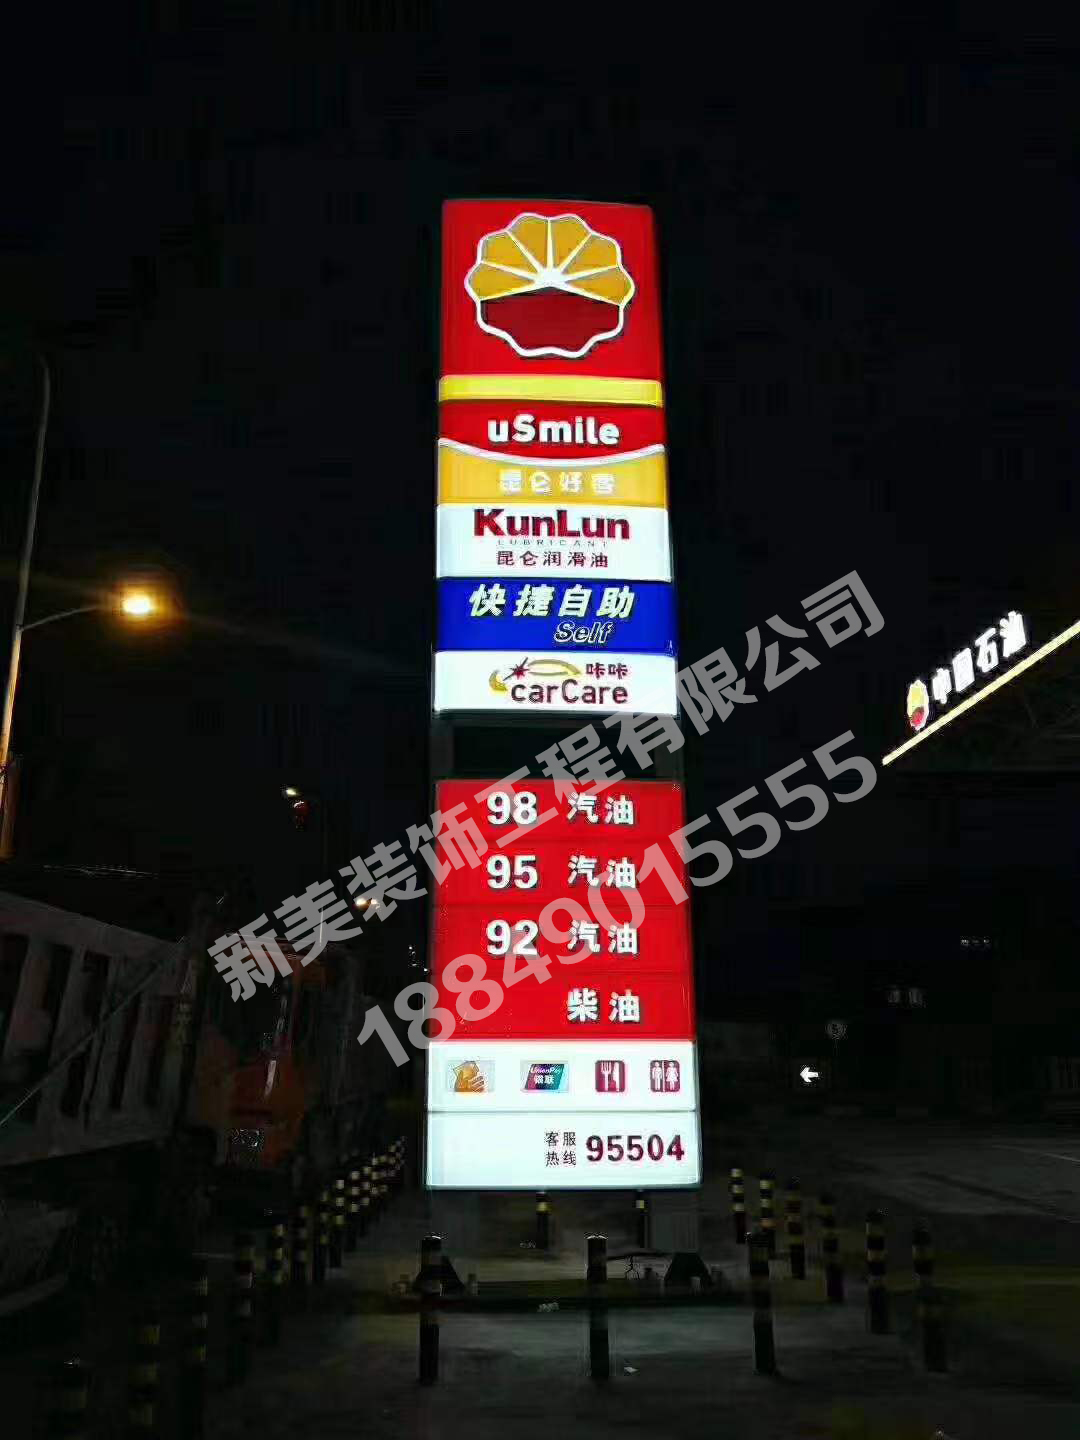 uSmile
昆仑好客
KunLun
LUBRICANT
昆仑润滑油
快捷自助
Self
咔咔
carCare
中国石油
98 汽油
95 汽油
92 汽油
柴油
UnionPay
银联
客服
热线 95504
新美装饰工程有限公司
18849015555